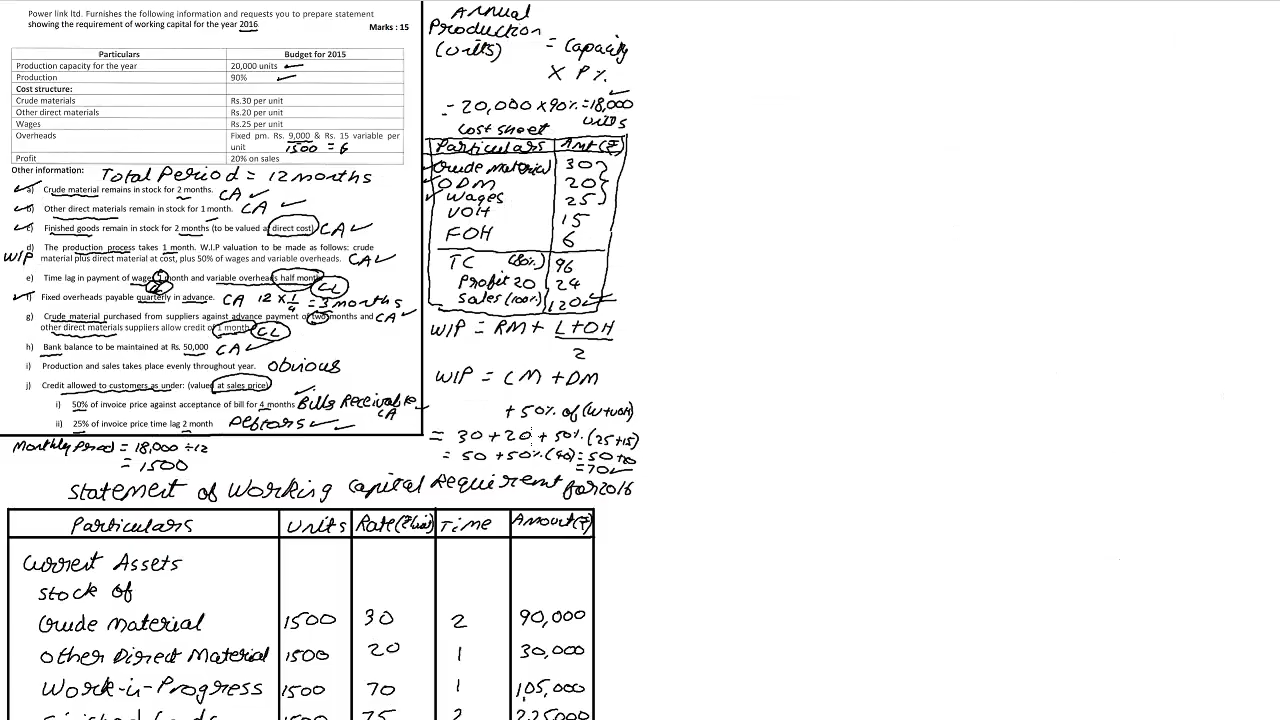 Power link ltd. Furnishes the following information and requests you to prepare statement
showing the requirement of working capital for the year 2016
Marks : 15
Particulars Budget for 2015
Production capacity for the year 20,000 units
Production 90%
Cost structure:
Crude materials Rs.30 per unit
Other direct materials Rs.20 per unit
Wages Rs.25 per unit
Overheads Fixed pm. Rs. 9,000 & Rs. 15 variable per
unit 1500 = 6
Profit 20% on sales
Other information: Total Period = 12 months
a) Crude material remains in stock for 2 months. CA
b) Other direct materials remain in stock for 1 month. CA
c) Finished goods remain in stock for 2 months (to be valued at direct cost) CA
d) The production process takes 1 month. W.I.P valuation to be made as follows: crude
WIP material plus direct material at cost, plus 50% of wages and variable overheads. CA
e) Time lag in payment of wages month and variable overheads half month CL
f) Fixed overheads payable quarterly in advance. CA 12 x 1/4 = 3 months
g) Crude material purchased from suppliers against advance payment of two months and CA
other direct materials suppliers allow credit of 1 month CL
h) Bank balance to be maintained at Rs. 50,000 CA
i) Production and sales takes place evenly throughout year. obvious
j) Credit allowed to customers as under: (valued at sales price)
i) 50% of invoice price against acceptance of bill for 4 months Bills Receivable CA
ii) 25% of invoice price time lag 2 month Debtors
Annual
Production
(Units) = Capacity
x P%
= 20,000 x 90% = 18,000
units
Cost sheet
Particulars Amt(₹)
Crude Material 30
ODM 20
Wages 25
VOH 15
FOH 6
TC (80%) 96
Profit 20 24
Sales (100%) 120
WIP = RM + L+OH
2
WIP = CM + DM
+ 50% of (W+VOH)
= 30 + 20 + 50% (25+15)
= 50 + 50% (40) = 50+20
= 70
Monthly Prod = 18,000 ÷ 12
= 1500
Statement of Working Capital Requirement for 2016
Particulars Units Rate(₹/unit) Time Amount(₹)
Current Assets
Stock of
Crude Material 1500 30 2 90,000
Other Direct Material 1500 20 1 30,000
Work-in-Progress 1500 70 1 105,000
Finished Goods 1500 75 2 225000